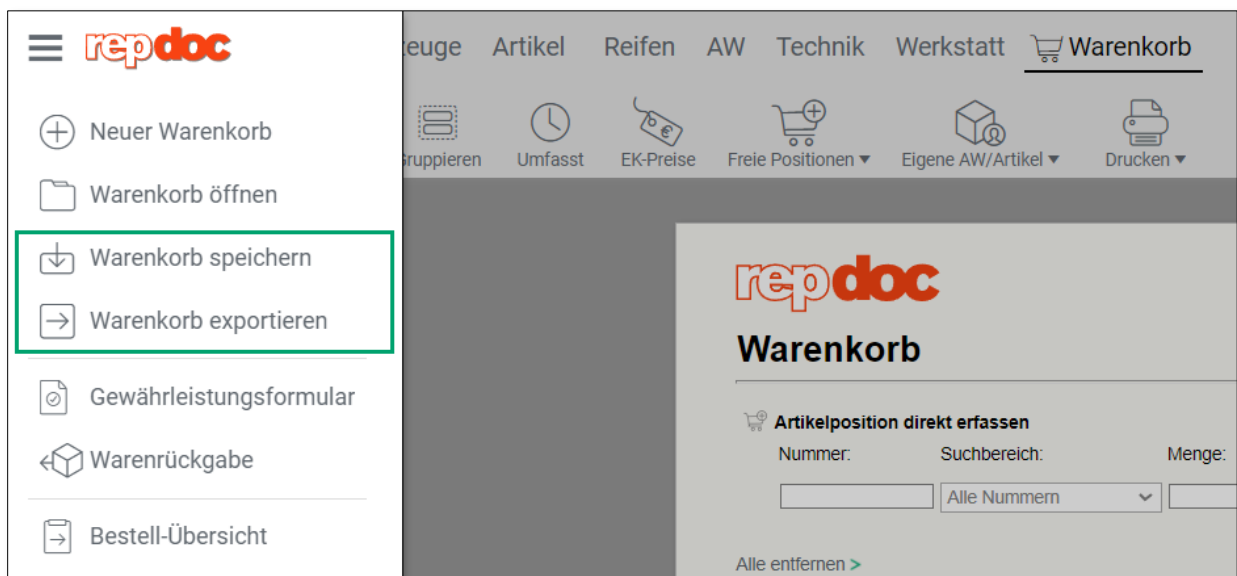 repdoc
Neuer Warenkorb
Warenkorb öffnen
Warenkorb speichern
Warenkorb exportieren
Gewährleistungsformular
Warenrückgabe
Bestell-Übersicht
zeuge Artikel Reifen AW Technik Werkstatt Warenkorb
Gruppieren Umfasst EK-Preise Freie Positionen ▼ Eigene AW/Artikel ▼ Drucken ▼
repdoc
Warenkorb
Artikelposition direkt erfassen
Nummer: Suchbereich: Menge:
Alle Nummern
Alle entfernen >